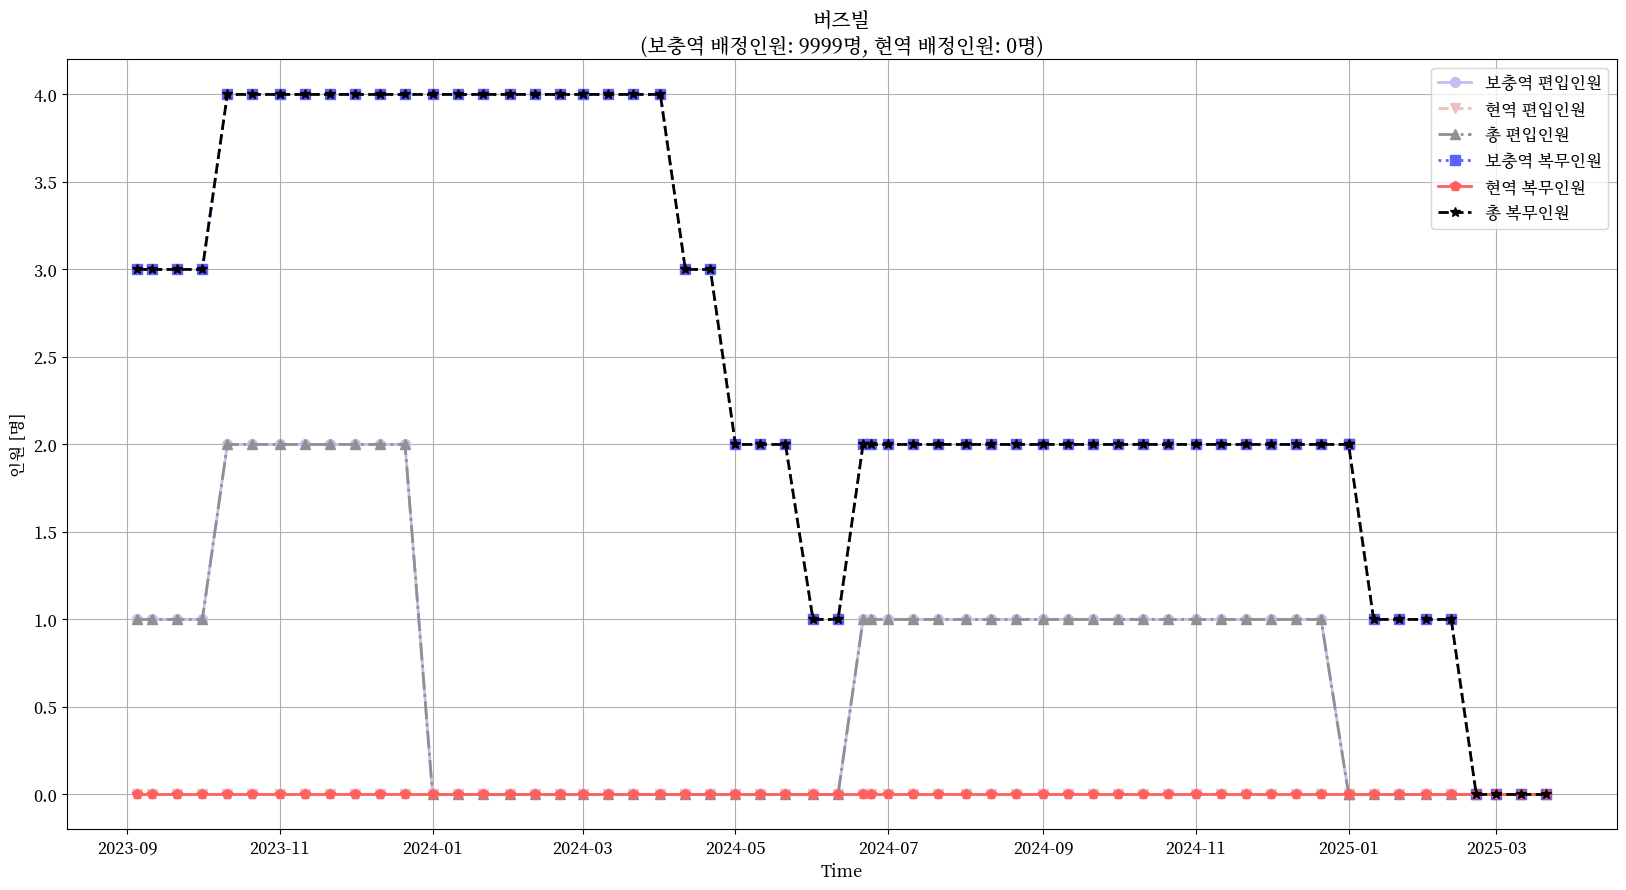 버즈빌
(보충역 배정인원: 9999명, 현역 배정인원: 0명)
보충역 편입인원
현역 편입인원
총 편입인원
보충역 복무인원
현역 복무인원
총 복무인원
인원 [명]
4.0
3.5
3.0
2.5
2.0
1.5
1.0
0.5
0.0
2023-09 2023-11 2024-01 2024-03 2024-05 2024-07 2024-09 2024-11 2025-01 2025-03
Time